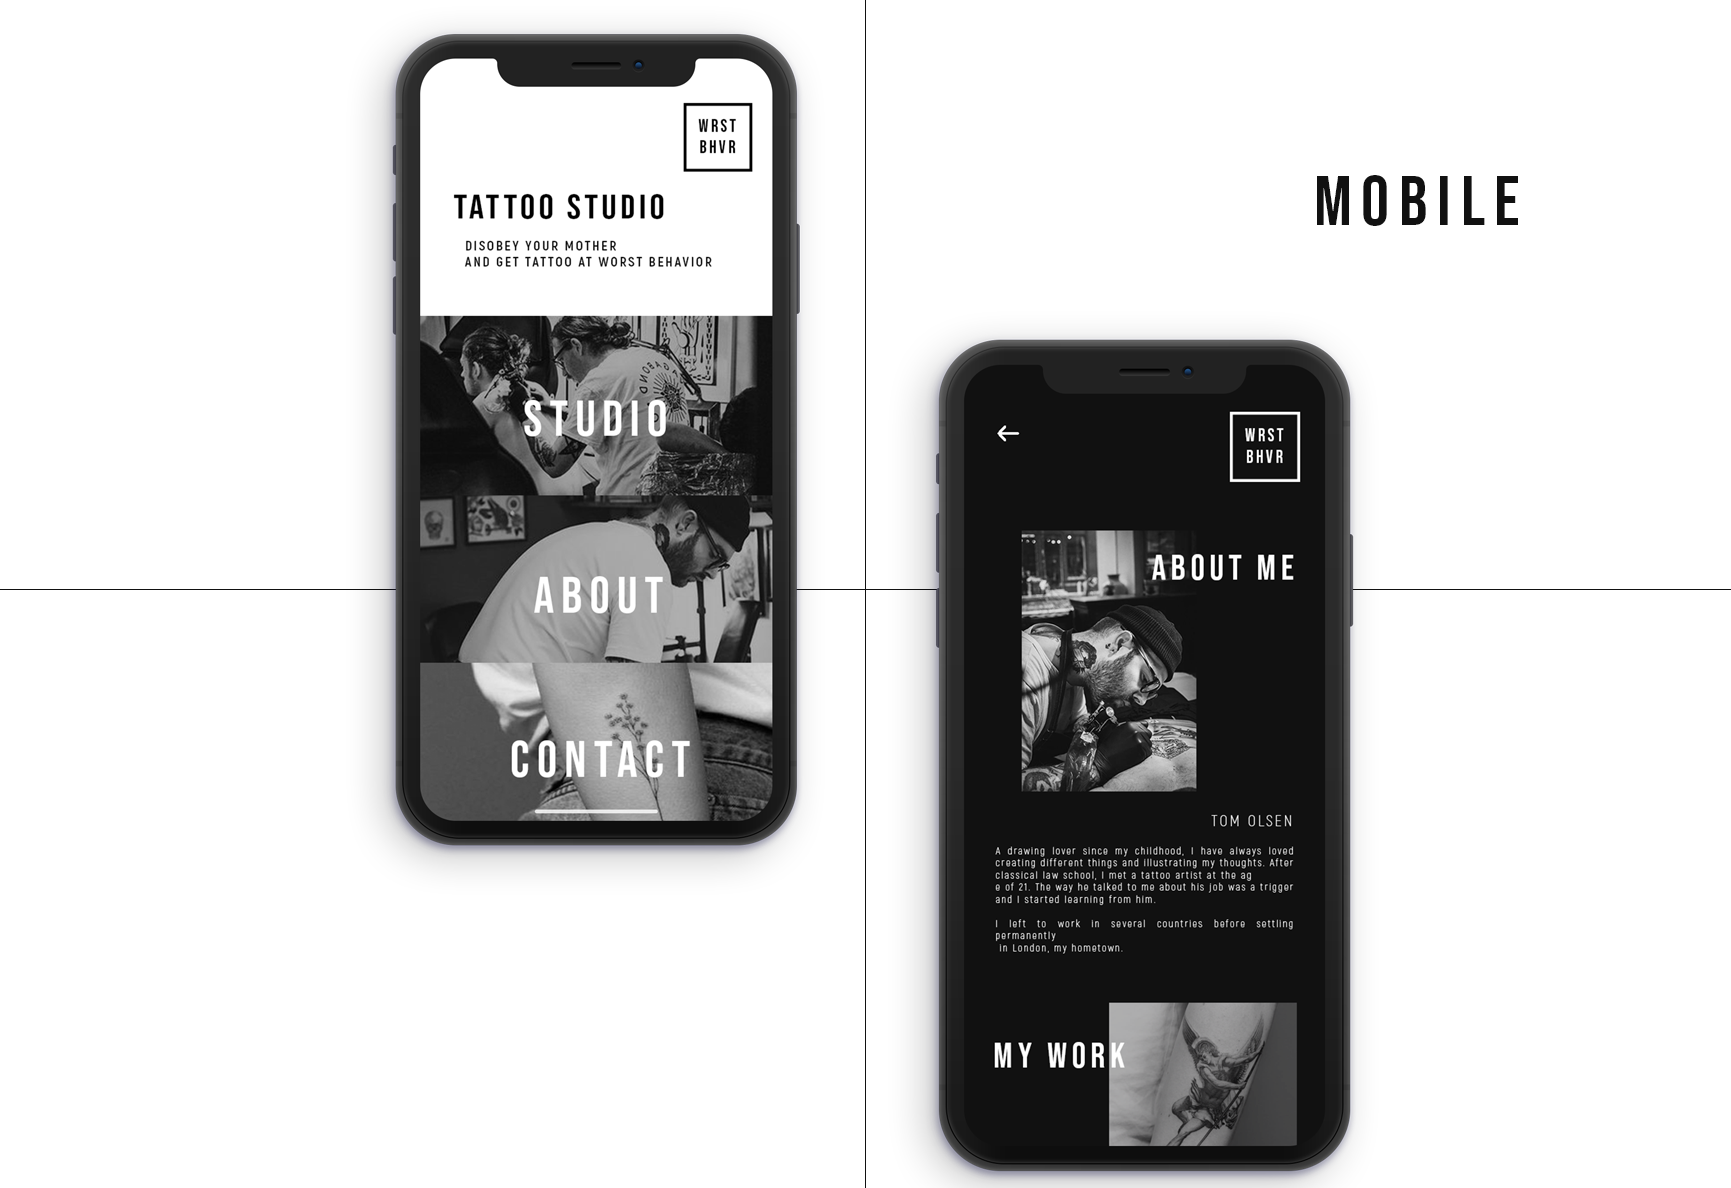 WRST
BHVR
TATTOO STUDIO
DISOBEY YOUR MOTHER
AND GET TATTOO AT WORST BEHAVIOR
STUDIO
ABOUT
CONTACT
MOBILE
WRST
BHVR
ABOUT ME
TOM OLSEN
A drawing lover since my childhood, I have always loved
creating different things and illustrating my thoughts. After
classical law school, I met a tattoo artist at the ag
e of 21. The way he talked to me about his job was a trigger
and I started learning from him.
I left to work in several countries before settling
permanently
in London, my hometown.
MY WORK